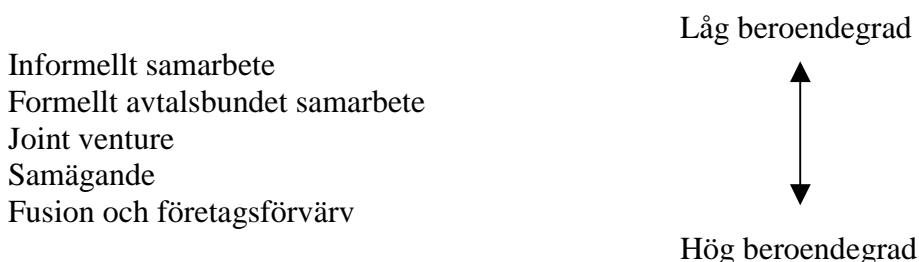 Låg beroendegrad
Informellt samarbete
Formellt avtalsbundet samarbete
Joint venture
Samägande
Fusion och företagsförvärv
Hög beroendegrad